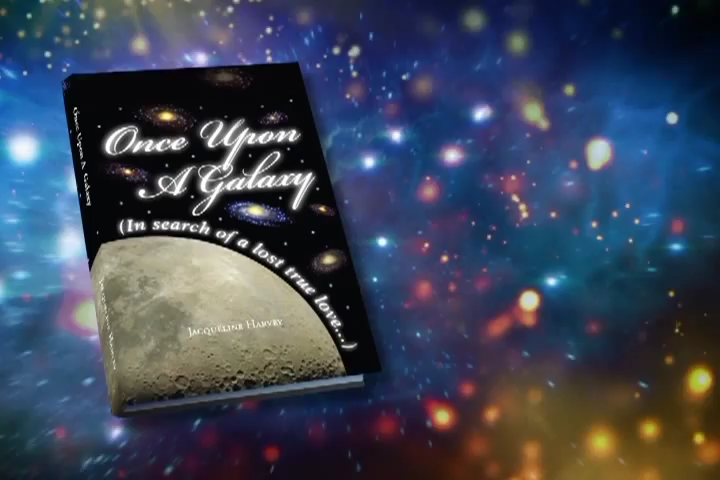 Once Upon A Galaxy
Once Upon
A Galaxy
(In search of a lost true love...)
Jacqueline Harvey